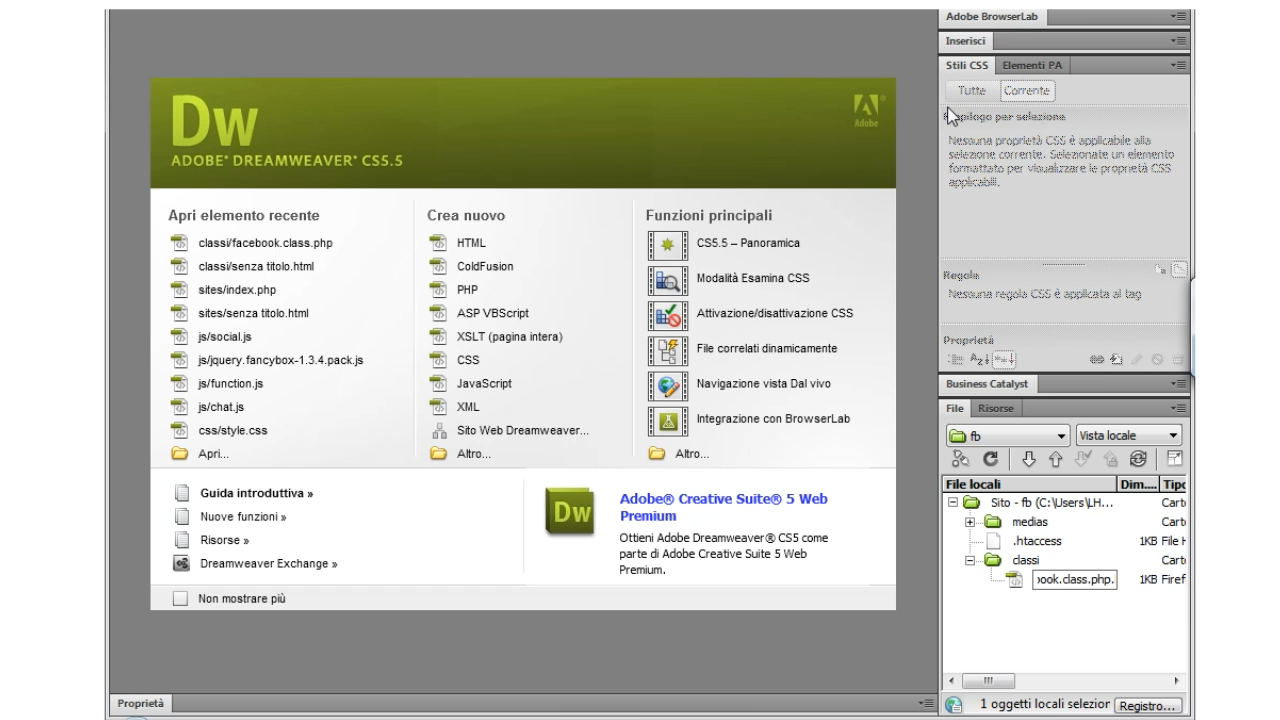 Adobe BrowserLab
Inserisci
Stili CSS Elementi PA
Tutte Corrente
per selezione
Nessuna proprietà CSS è applicabile alla
selezione corrente. Selezionate un elemento
formattato per visualizzare le proprietà CSS
applicabili.
Regole
Nessuna regola CSS è applicata al tag
Proprietà
Business Catalyst
File Risorse
fb Vista locale
File locali Dim.... Tipo
Sito - fb (C:\Users\LH... Cart
medias Cart
.htaccess 1KB File H
classi Cart
ook.class.php. 1KB Firef
1 oggetti locali selezior Registro...
Dw
ADOBE® DREAMWEAVER® CS5.5
Adobe
Apri elemento recente
classi/facebook.class.php
classi/senza titolo.html
sites/index.php
sites/senza titolo.html
js/social.js
js/jquery.fancybox-1.3.4.pack.js
js/function.js
js/chat.js
css/style.css
Apri...
Crea nuovo
HTML
ColdFusion
PHP
ASP VBScript
XSLT (pagina intera)
CSS
JavaScript
XML
Sito Web Dreamweaver...
Altro...
Funzioni principali
CS5.5 – Panoramica
Modalità Esamina CSS
Attivazione/disattivazione CSS
File correlati dinamicamente
Navigazione vista Dal vivo
Integrazione con BrowserLab
Altro...
Guida introduttiva »
Nuove funzioni »
Risorse »
Dreamweaver Exchange »
Dw
Adobe® Creative Suite® 5 Web
Premium
Ottieni Adobe Dreamweaver® CS5 come
parte di Adobe Creative Suite 5 Web
Premium.
Non mostrare più
Proprietà